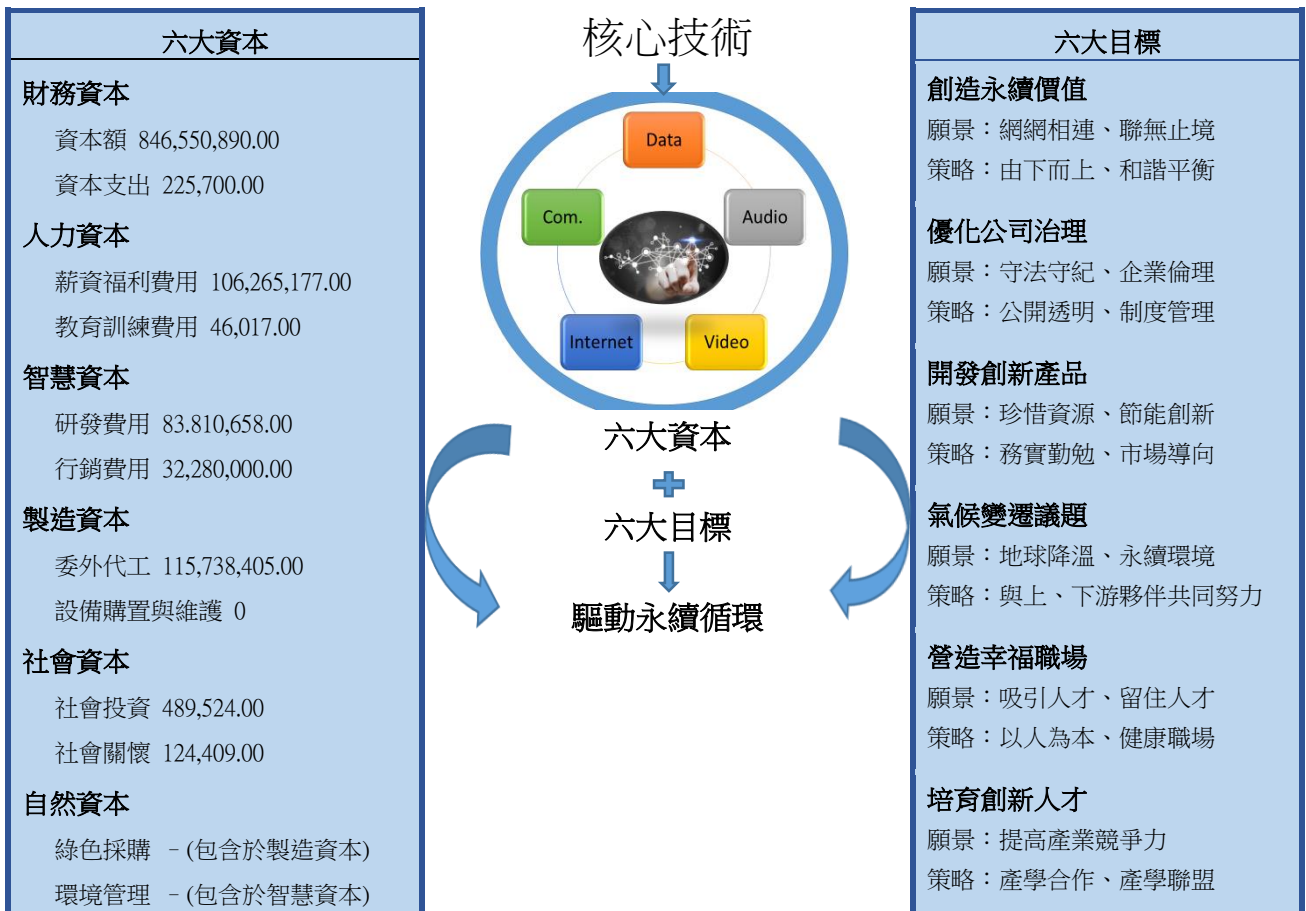 六大資本
財務資本
資本額 846,550,890.00
資本支出 225,700.00
人力資本
薪資福利費用 106,265,177.00
教育訓練費用 46,017.00
智慧資本
研發費用 83.810,658.00
行銷費用 32,280,000.00
製造資本
委外代工 115,738,405.00
設備購置與維護 0
社會資本
社會投資 489,524.00
社會關懷 124,409.00
自然資本
綠色採購 –(包含於製造資本)
環境管理 –(包含於智慧資本)
核心技術
Data
Com.
Audio
Internet
Video
六大資本
六大目標
驅動永續循環
六大目標
創造永續價值
願景：網網相連、聯無止境
策略：由下而上、和諧平衡
優化公司治理
願景：守法守紀、企業倫理
策略：公開透明、制度管理
開發創新產品
願景：珍惜資源、節能創新
策略：務實勤勉、市場導向
氣候變遷議題
願景：地球降溫、永續環境
策略：與上、下游夥伴共同努力
營造幸福職場
願景：吸引人才、留住人才
策略：以人為本、健康職場
培育創新人才
願景：提高產業競爭力
策略：產學合作、產學聯盟